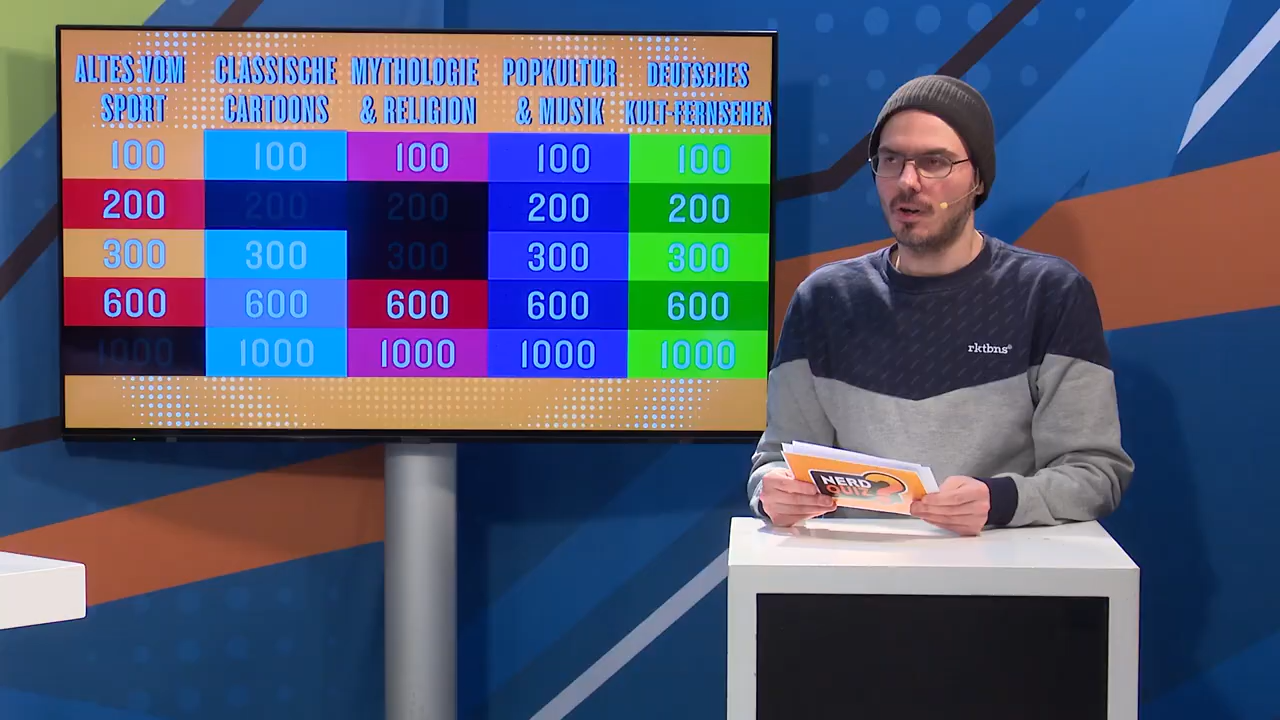 ALTES VOM SPORT
CLASSISCHE CARTOONS
MYTHOLOGIE & RELIGION
POPKULTUR & MUSIK
DEUTSCHES KULT-FERNSEHEN
100 100 100 100 100
200 200 200 200 200
300 300 300 300 300
600 600 600 600 600
1000 1000 1000 1000 1000
rktbns®
NERD
QUIZ
?